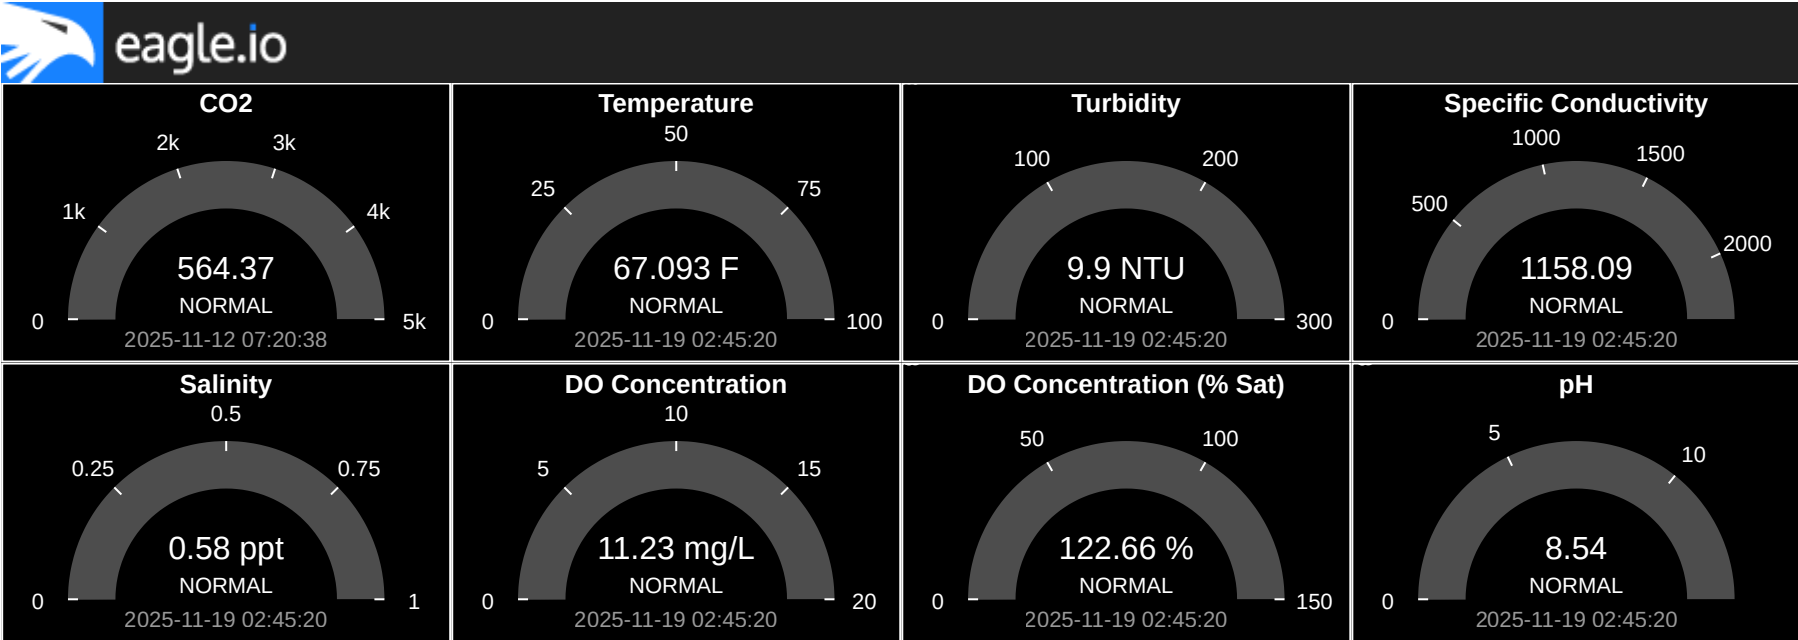 eagle.io
CO2
2k
3k
1k
4k
564.37
NORMAL
0
5k
2025-11-12 07:20:38
Temperature
50
25
75
67.093 F
NORMAL
0
100
2025-11-19 02:45:20
Turbidity
100
200
9.9 NTU
NORMAL
0
300
2025-11-19 02:45:20
Specific Conductivity
1000
1500
500
2000
1158.09
NORMAL
0
2025-11-19 02:45:20
Salinity
0.5
0.25
0.75
0.58 ppt
NORMAL
0
1
2025-11-19 02:45:20
DO Concentration
10
5
15
11.23 mg/L
NORMAL
0
20
2025-11-19 02:45:20
DO Concentration (% Sat)
50
100
122.66 %
NORMAL
0
150
2025-11-19 02:45:20
pH
5
10
8.54
NORMAL
0
2025-11-19 02:45:20